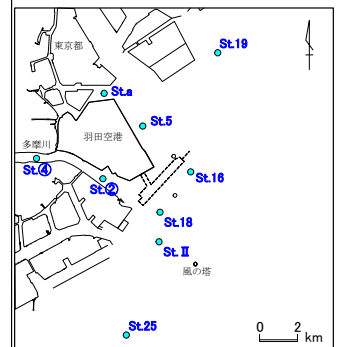 東京都
St.19
St.a
St.5
羽田空港
多摩川
St.④
St.②
St.16
St.18
St.Ⅱ
風の塔
St.25
0 2
km